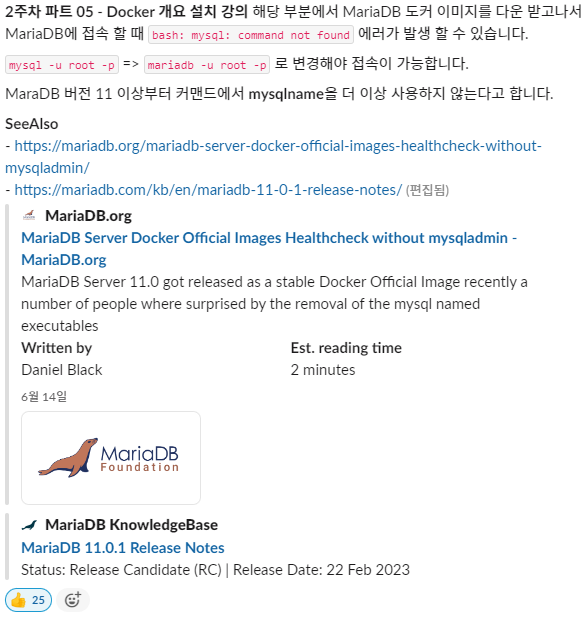 2주차 파트 05 - Docker 개요 설치 강의 해당 부분에서 MariaDB 도커 이미지를 다운 받고나서
MariaDB에 접속 할 때 bash: mysql: command not found 에러가 발생 할 수 있습니다.
mysql -u root -p => mariadb -u root -p 로 변경해야 접속이 가능합니다.
MaraDB 버전 11 이상부터 커맨드에서 mysqlname을 더 이상 사용하지 않는다고 합니다.
SeeAlso
- https://mariadb.org/mariadb-server-docker-official-images-healthcheck-without-
mysqladmin/
- https://mariadb.com/kb/en/mariadb-11-0-1-release-notes/ (편집됨)
MariaDB.org
MariaDB Server Docker Official Images Healthcheck without mysqladmin -
MariaDB.org
MariaDB Server 11.0 got released as a stable Docker Official Image recently a
number of people where surprised by the removal of the mysql named
executables
Written by Est. reading time
Daniel Black 2 minutes
6월 14일
MariaDB
Foundation
MariaDB KnowledgeBase
MariaDB 11.0.1 Release Notes
Status: Release Candidate (RC) | Release Date: 22 Feb 2023
👍 25